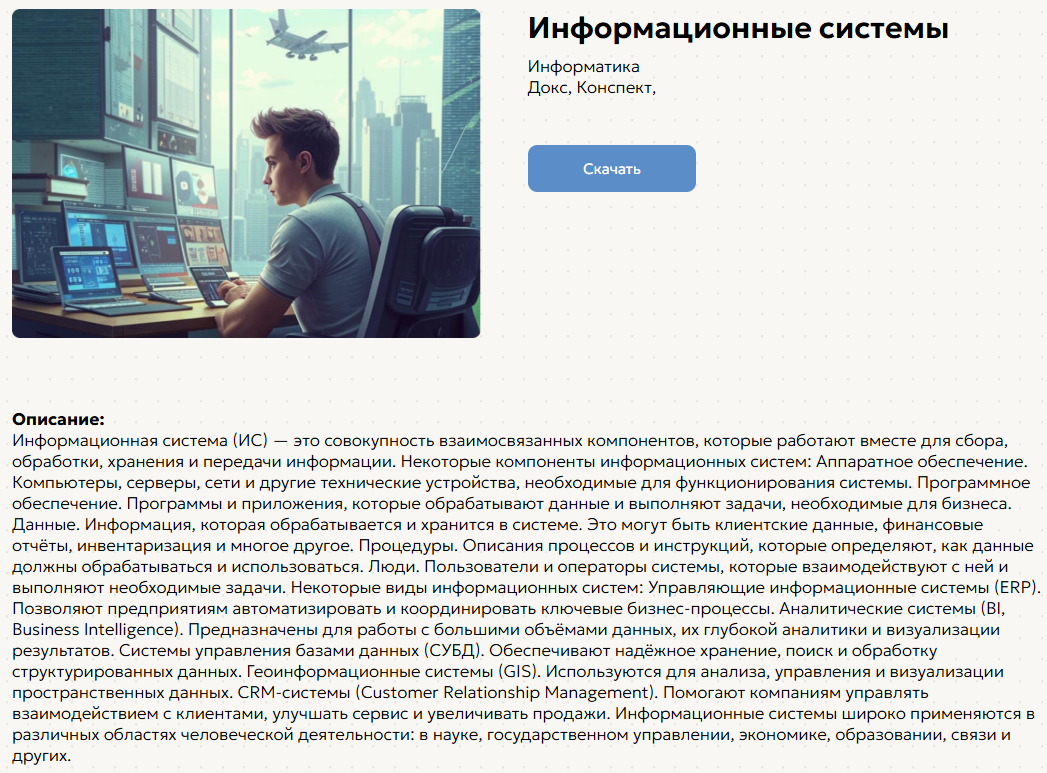 Информационные системы
Информатика
Докс, Конспект,
Скачать
Описание:
Информационная система (ИС) — это совокупность взаимосвязанных компонентов, которые работают вместе для сбора,
обработки, хранения и передачи информации. Некоторые компоненты информационных систем: Аппаратное обеспечение.
Компьютеры, серверы, сети и другие технические устройства, необходимые для функционирования системы. Программное
обеспечение. Программы и приложения, которые обрабатывают данные и выполняют задачи, необходимые для бизнеса.
Данные. Информация, которая обрабатывается и хранится в системе. Это могут быть клиентские данные, финансовые
отчёты, инвентаризация и многое другое. Процедуры. Описания процессов и инструкций, которые определяют, как данные
должны обрабатываться и использоваться. Люди. Пользователи и операторы системы, которые взаимодействуют с ней и
выполняют необходимые задачи. Некоторые виды информационных систем: Управляющие информационные системы (ERP).
Позволяют предприятиям автоматизировать и координировать ключевые бизнес-процессы. Аналитические системы (BI,
Business Intelligence). Предназначены для работы с большими объёмами данных, их глубокой аналитики и визуализации
результатов. Системы управления базами данных (СУБД). Обеспечивают надёжное хранение, поиск и обработку
структурированных данных. Геоинформационные системы (GIS). Используются для анализа, управления и визуализации
пространственных данных. CRM-системы (Customer Relationship Management). Помогают компаниям управлять
взаимодействием с клиентами, улучшать сервис и увеличивать продажи. Информационные системы широко применяются в
различных областях человеческой деятельности: в науке, государственном управлении, экономике, образовании, связи и
других.